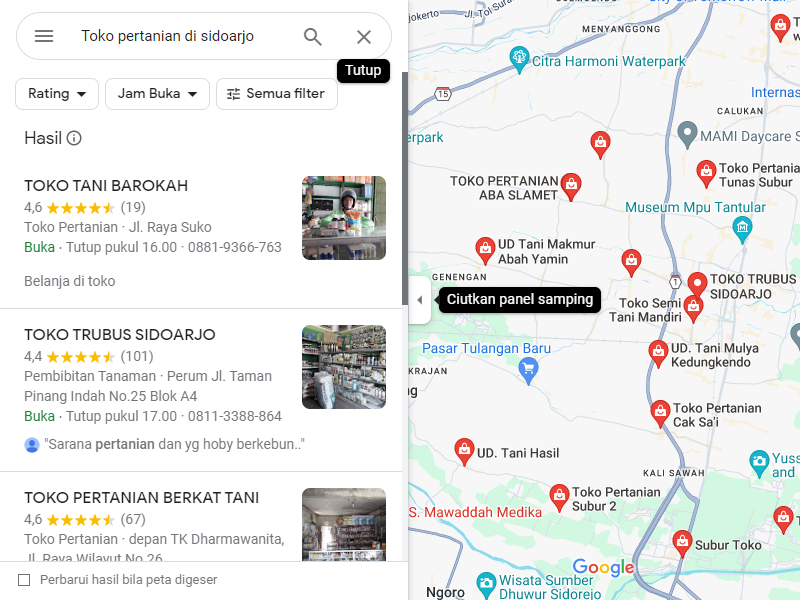 Toko pertanian di sidoarjo
Tutup
Rating
Jam Buka
Semua filter
Hasil
TOKO TANI BAROKAH
4,6 (19)
Toko Pertanian · Jl. Raya Suko
Buka · Tutup pukul 16.00 · 0881-9366-763
Belanja di toko
TOKO TRUBUS SIDOARJO
4,4 (101)
Pembibitan Tanaman · Perum Jl. Taman
Pinang Indah No.25 Blok A4
Buka · Tutup pukul 17.00 · 0811-3388-864
"Sarana pertanian dan yg hoby berkebun.."
TOKO PERTANIAN BERKAT TANI
4,6 (67)
Toko Pertanian · depan TK Dharmawanita,
Jl. Raya Wilayut No.26
Perbarui hasil bila peta digeser
jokerto
Jl. Tol Sura
MENYANGGONG
Citra Harmoni Waterpark
15
Internas
CALUKAN
erpark
MAMI Daycare S
TOKO PERTANIAN
ABA SLAMET
Toko Pertania
Tunas Subur
Museum Mpu Tantular
UD Tani Makmur
Abah Yamin
GENENGAN
1
TOKO TRUBUS
SIDOARJO
Ciutkan panel samping
Toko Semi
Tani Mandiri
Pasar Tulangan Baru
UD. Tani Mulya
Kedungkendo
KRAJAN
ng
Toko Pertanian
Cak Sa'i
UD. Tani Hasil
Yuss
and
KALI SAWAH
Toko Pertanian
Subur 2
S. Mawaddah Medika
Subur Toko
Google
Wisata Sumber
Dhuwur Sidorejo
Ngoro